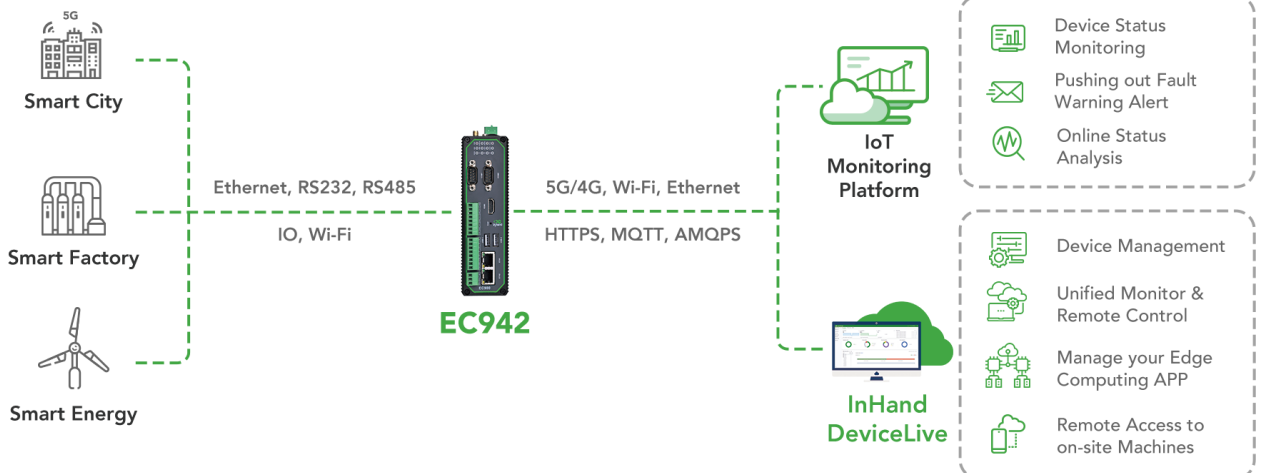 5G
Smart City
Smart Factory
Smart Energy
Ethernet, RS232, RS485
IO, Wi-Fi
EC942
5G/4G, Wi-Fi, Ethernet
HTTPS, MQTT, AMQPS
IoT
Monitoring
Platform
InHand
DeviceLive
Device Status
Monitoring
Pushing out Fault
Warning Alert
Online Status
Analysis
Device Management
Unified Monitor &
Remote Control
Manage your Edge
Computing APP
Remote Access to
on-site Machines